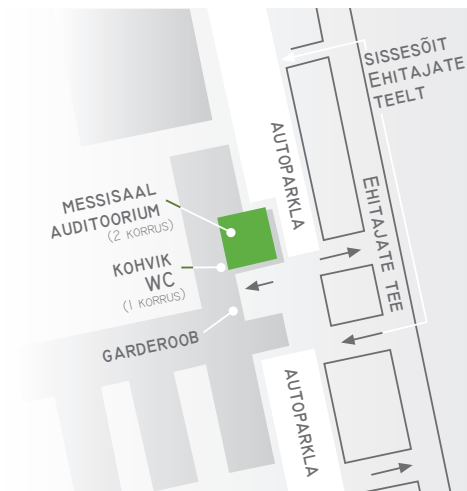 SISSESÕIT
EHITAJATE
TEELT
AUTOPARKLA
EHITAJATE TEE
MESSISAAL
AUDITOORIUM
(2 KORRUS)
KOHVIK
WC
(1 KORRUS)
GARDEROOB
AUTOPARKLA